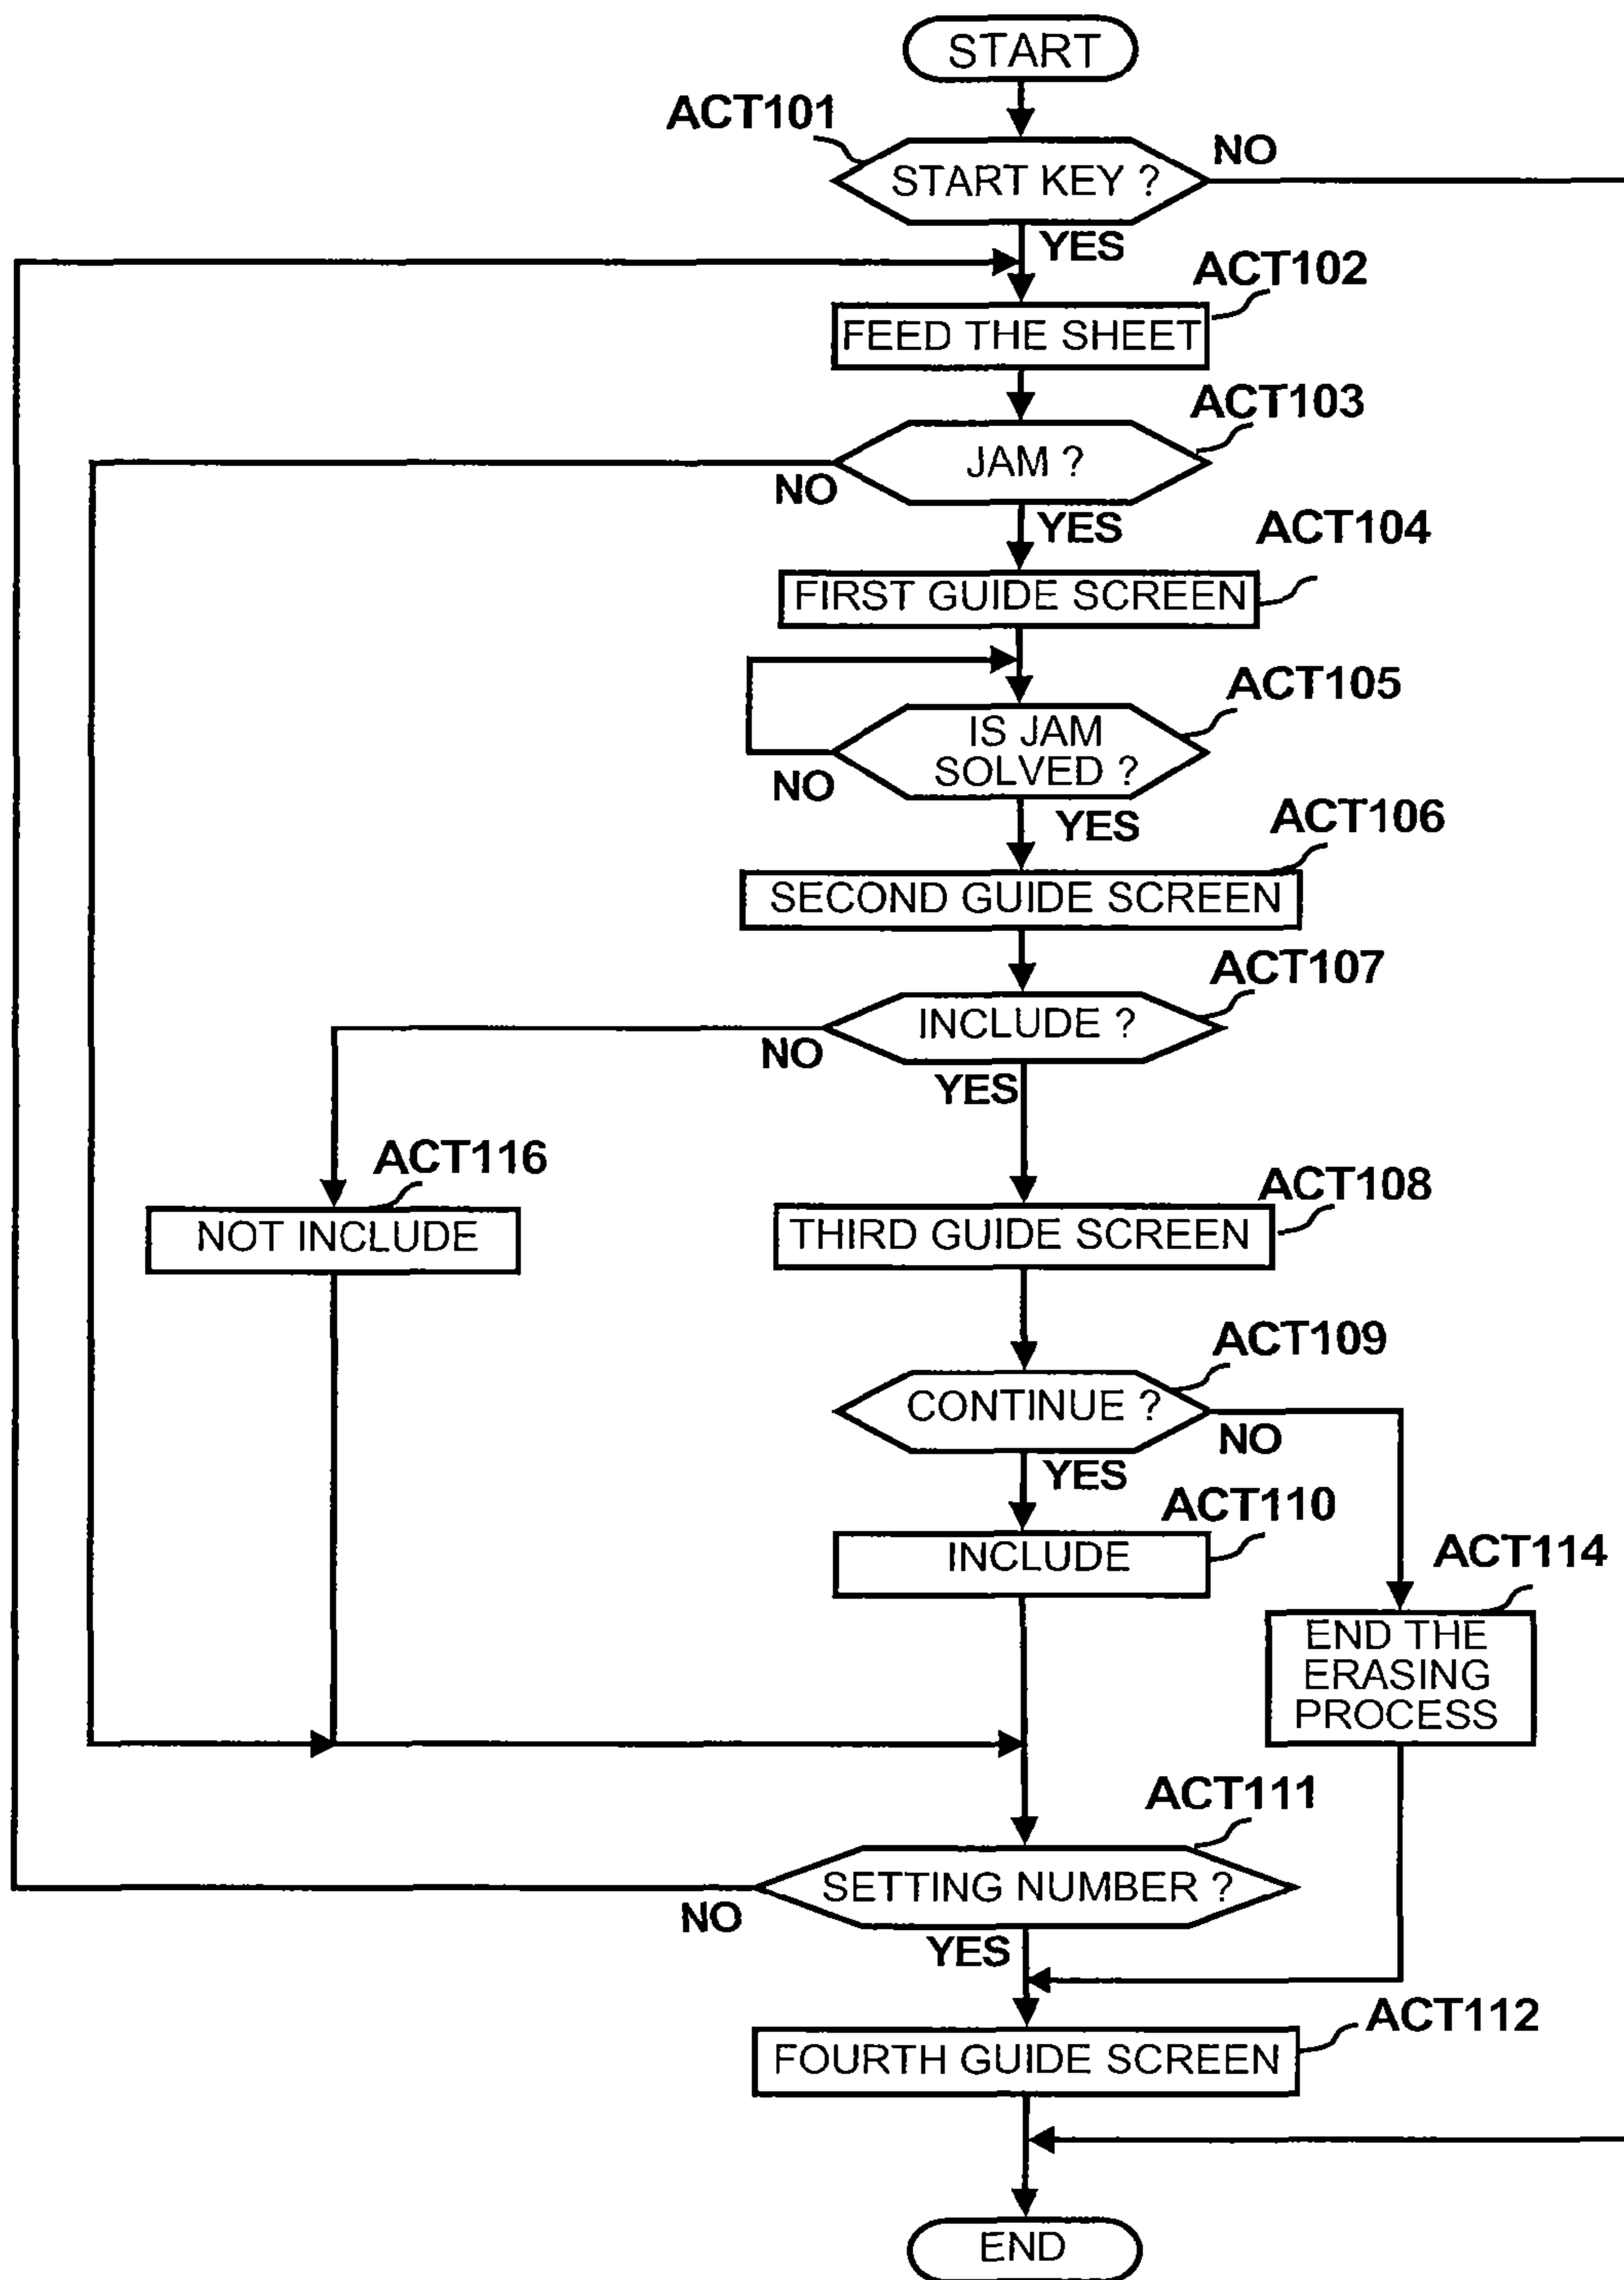 START
ACT101
START KEY ?
NO
YES
ACT102
FEED THE SHEET
ACT103
JAM ?
NO
YES
ACT104
FIRST GUIDE SCREEN
ACT105
IS JAM
SOLVED ?
NO
YES
ACT106
SECOND GUIDE SCREEN
ACT107
INCLUDE ?
NO
YES
ACT116
NOT INCLUDE
ACT108
THIRD GUIDE SCREEN
ACT109
CONTINUE ?
NO
YES
ACT110
INCLUDE
ACT114
END THE
ERASING
PROCESS
ACT111
SETTING NUMBER ?
NO
YES
ACT112
FOURTH GUIDE SCREEN
END